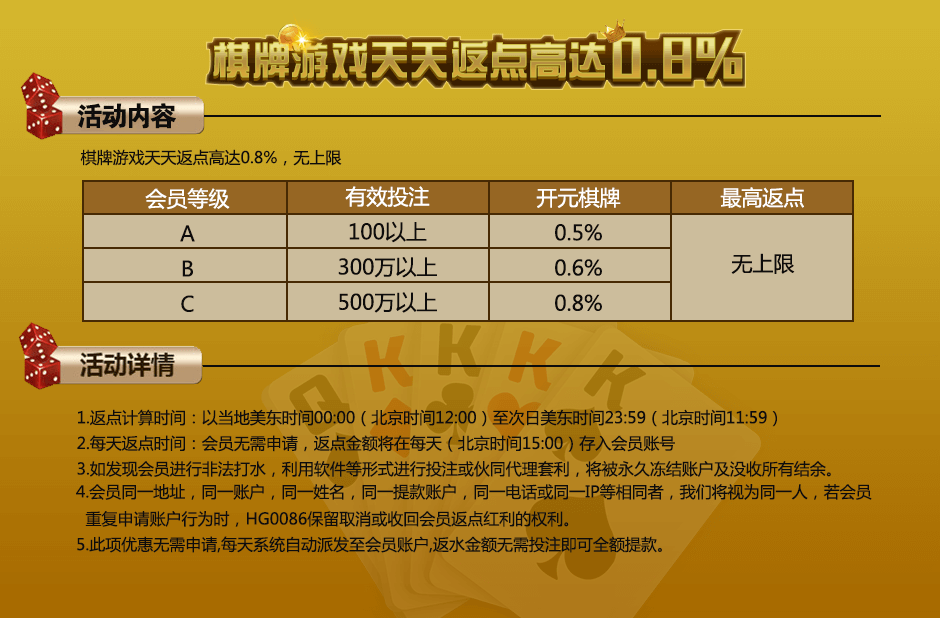 棋牌游戏天天返点高达0.8%
活动内容
棋牌游戏天天返点高达0.8%，无上限
会员等级 有效投注 开元棋牌 最高返点
A 100以上 0.5%
B 300万以上 0.6% 无上限
C 500万以上 0.8%
活动详情
Q K K K K
1.返点计算时间：以当地美东时间00:00（北京时间12:00）至次日美东时间23:59（北京时间11:59）
2.每天返点时间：会员无需申请，返点金额将在每天（北京时间15:00）存入会员账号
3.如发现会员进行非法打水，利用软件等形式进行投注或伙同代理套利，将被永久冻结账户及没收所有结余。
4.会员同一地址，同一账户，同一姓名，同一提款账户，同一电话或同一IP等相同者，我们将视为同一人，若会员
重复申请账户行为时，HG0086保留取消或收回会员返点红利的权利。
5.此项优惠无需申请,每天系统自动派发至会员账户,返水金额无需投注即可全额提款。